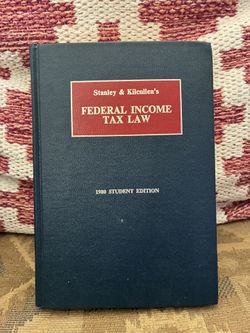 Stanley & Kilcullen's
FEDERAL INCOME
TAX LAW
1980 STUDENT EDITION